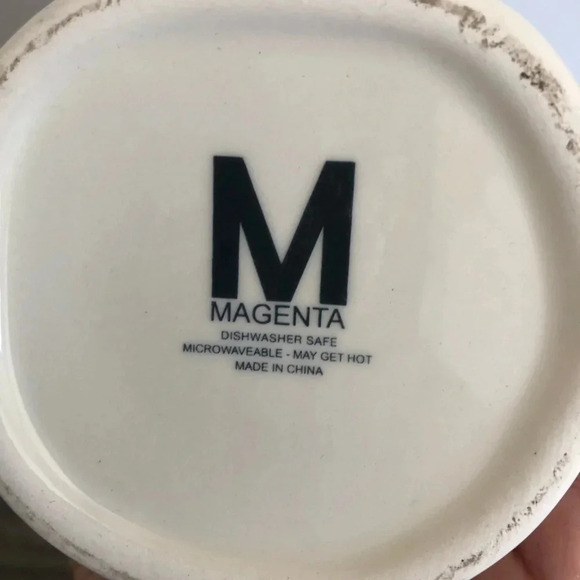 M
MAGENTA
DISHWASHER SAFE
MICROWAVEABLE - MAY GET HOT
MADE IN CHINA